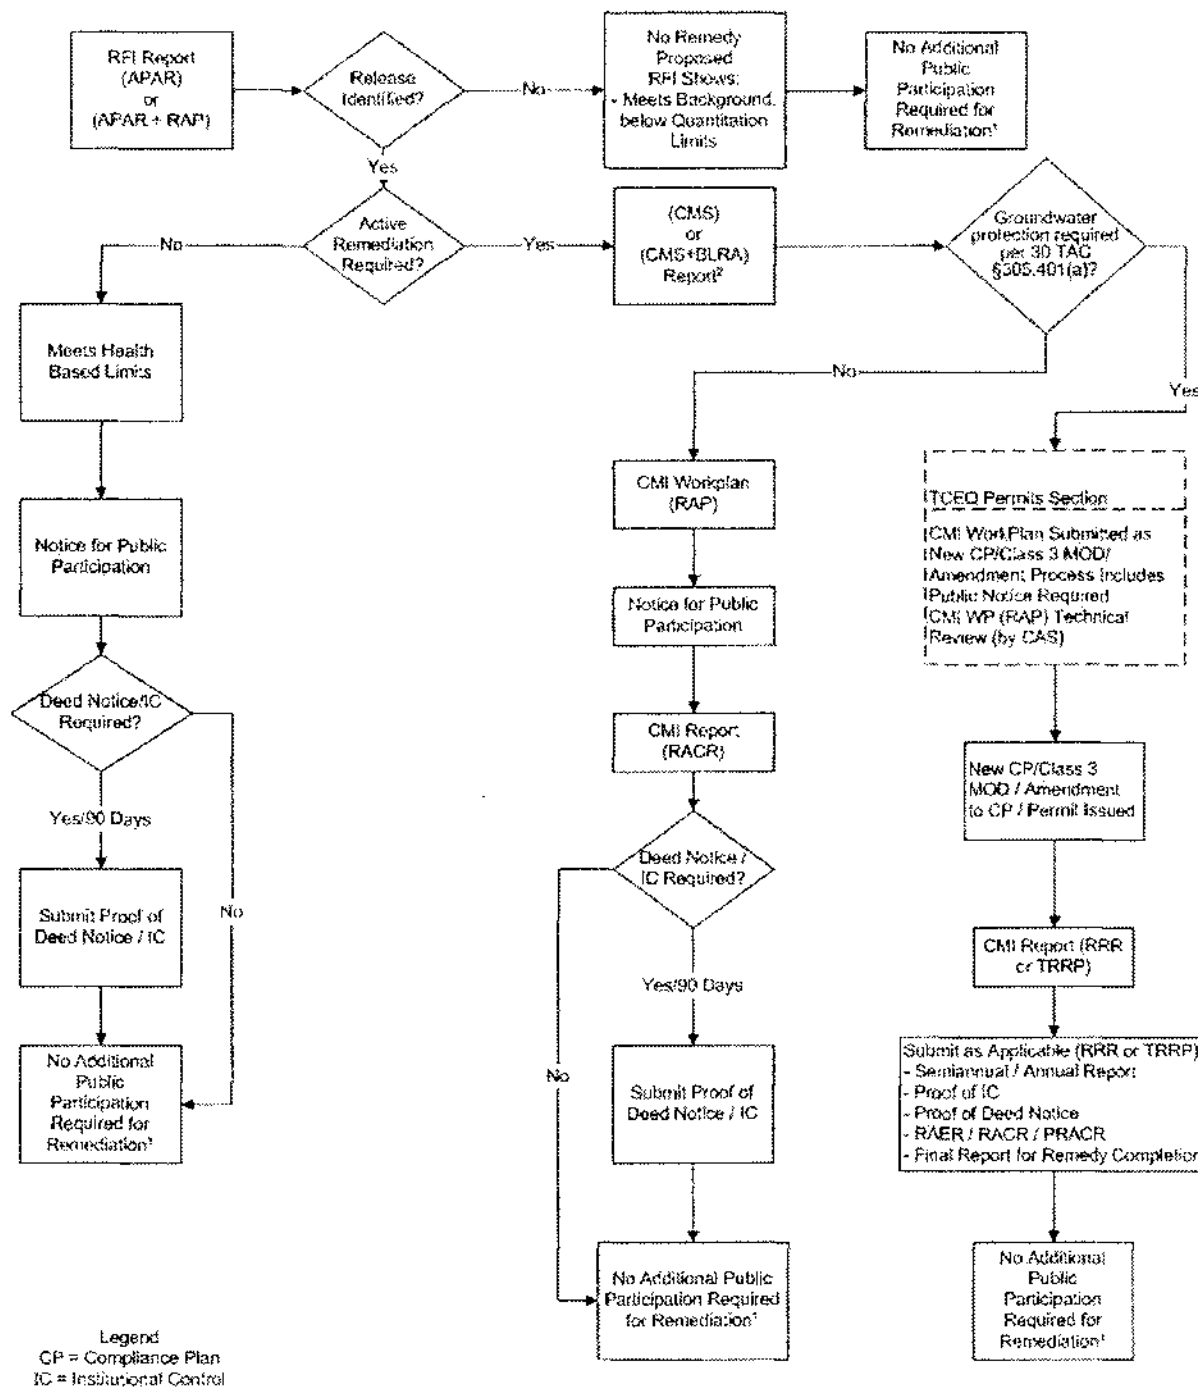 RFI Report
(APAR)
or
(APAR + RAP)
Release
Identified?
No
No Remedy
Proposed
RFI Shows:
- Meets Background,
below Quantitation
Limits
No Additional
Public
Participation
Required for
Remediation¹
Yes
Active
Remediation
Required?
No
Yes
(CMS)
or
(CMS+BLRA)
Report²
Groundwater
protection required
per 30 TAC
§305.401(a)?
No
Yes
Meets Health
Based Limits
Notice for Public
Participation
Deed Notice/IC
Required?
Yes/90 Days
No
Submit Proof of
Deed Notice / IC
No Additional
Public
Participation
Required for
Remediation¹
CMI Workplan
(RAP)
Notice for Public
Participation
CMI Report
(RACR)
Deed Notice /
IC Required?
Yes/90 Days
No
Submit Proof of
Deed Notice / IC
No Additional Public
Participation Required
for Remediation¹
TCEQ Permits Section
CMI WorkPlan Submitted as
New CP/Class 3 MOD/
Amendment Process Includes
Public Notice Required
CMI WP (RAP) Technical
Review (by CAS)
New CP/Class 3
MOD / Amendment
to CP / Permit Issued
CMI Report (RRR
or TRRP)
Submit as Applicable (RRR or TRRP)
- Semiannual / Annual Report
- Proof of IC
- Proof of Deed Notice
- RAER / RACR / PRACR
- Final Report for Remedy Completion
No Additional
Public
Participation
Required for
Remediation¹
Legend
CP = Compliance Plan
IC = Institutional Control